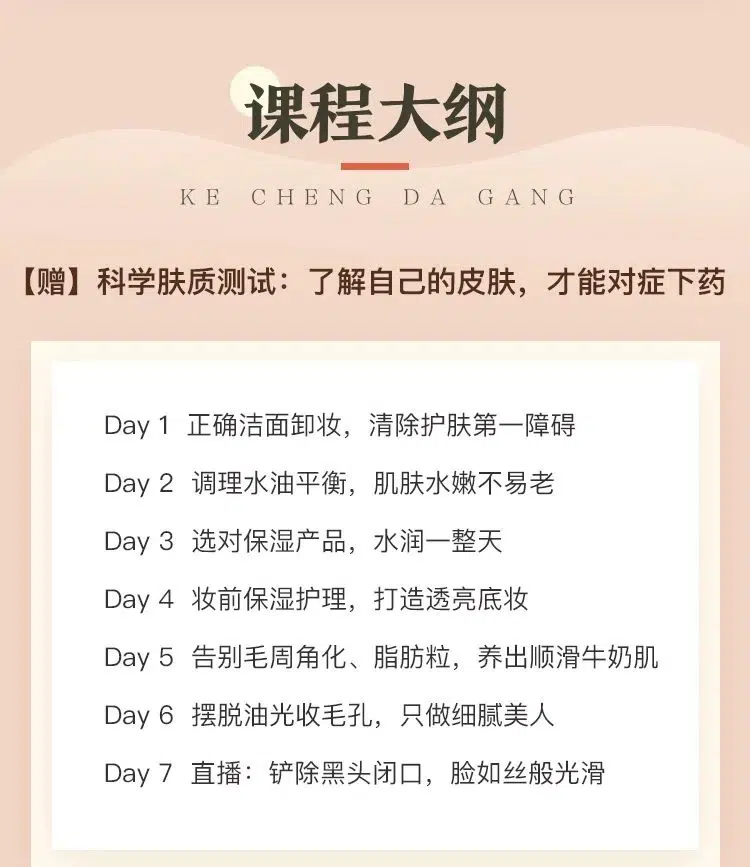 课程大纲
KE CHENG DA GANG
【赠】科学肤质测试：了解自己的皮肤，才能对症下药
Day 1 正确洁面卸妆，清除护肤第一障碍
Day 2 调理水油平衡，肌肤水嫩不易老
Day 3 选对保湿产品，水润一整天
Day 4 妆前保湿护理，打造透亮底妆
Day 5 告别毛周角化、脂肪粒，养出顺滑牛奶肌
Day 6 摆脱油光收毛孔，只做细腻美人
Day 7 直播：铲除黑头闭口，脸如丝般光滑